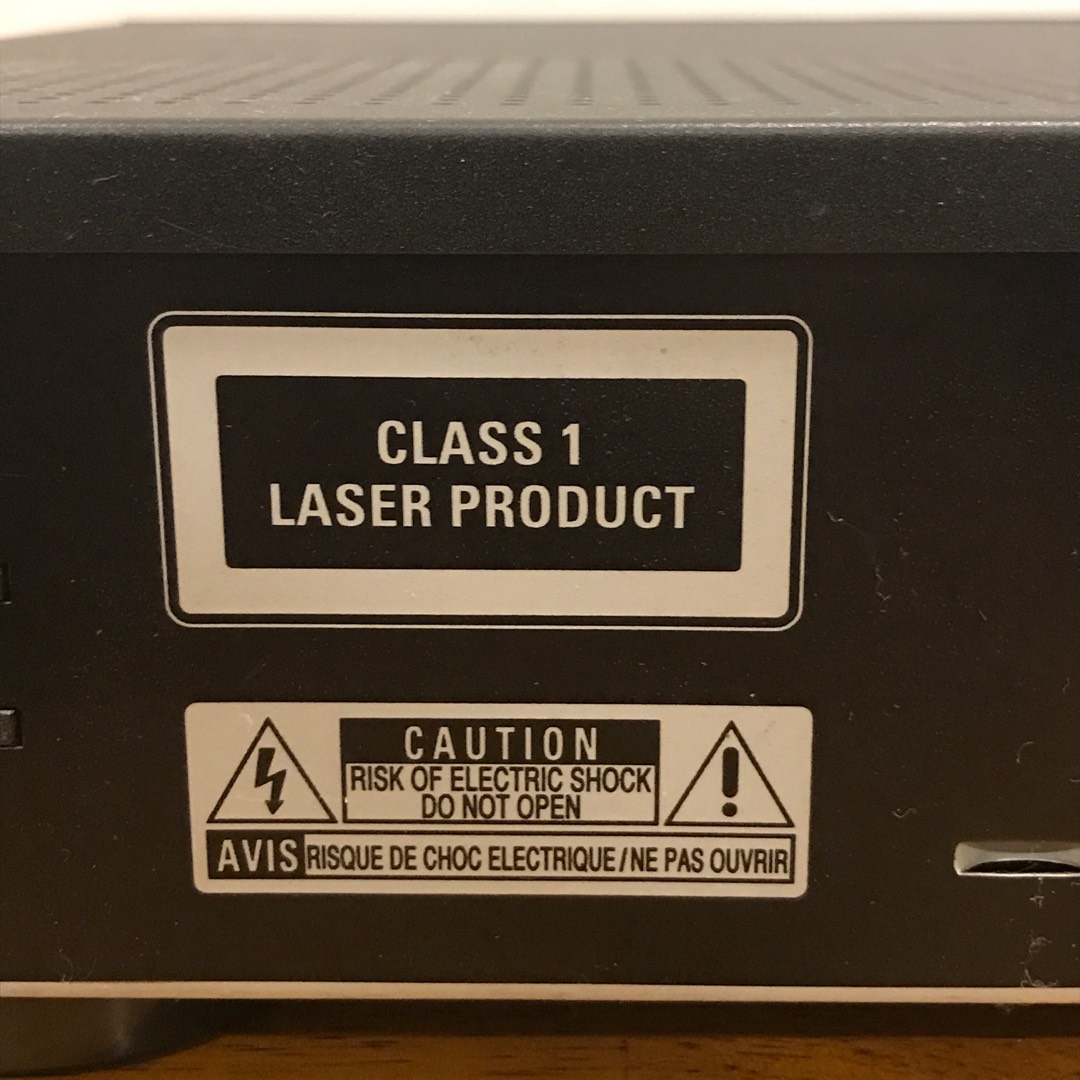 CLASS 1
LASER PRODUCT
CAUTION
RISK OF ELECTRIC SHOCK
DO NOT OPEN
AVIS RISQUE DE CHOC ELECTRIQUE/NE PAS OUVRIR